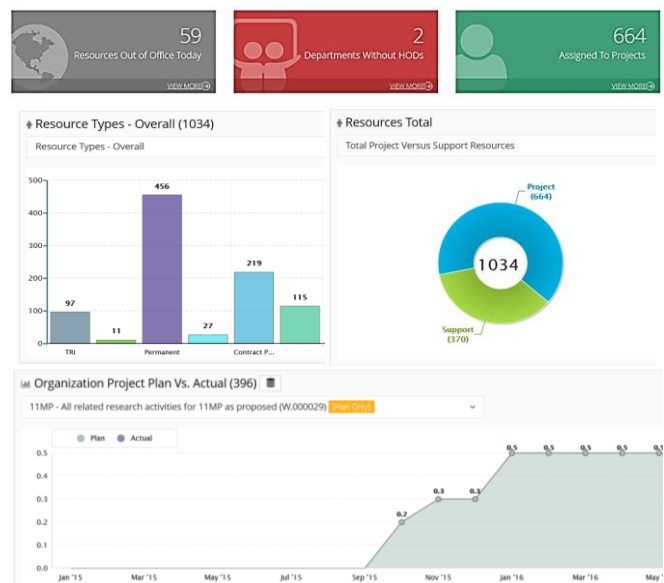 59
Resources Out of Office Today
VIEW MORE
2
Departments Without HODs
VIEW MORE
664
Assigned To Projects
VIEW MORE
Resource Types - Overall (1034)
Resource Types - Overall
500
400
300
200
100
0
97
11
456
27
219
115
TRI
Permanent
Contract P...
Resources Total
Total Project Versus Support Resources
Project
(664)
1034
Support
(370)
Organization Project Plan Vs. Actual (396)
11MP - All related research activities for 11MP as proposed (W.000029) [Plan Only]
Plan Actual
0.5
0.4
0.3
0.2
0.1
0.0
0.2
0.3
0.3
0.5
0.5
0.5
0.5
0.5
Jan '15 Mar '15 May '15 Jul '15 Sep '15 Nov '15 Jan '16 Mar '16 May '